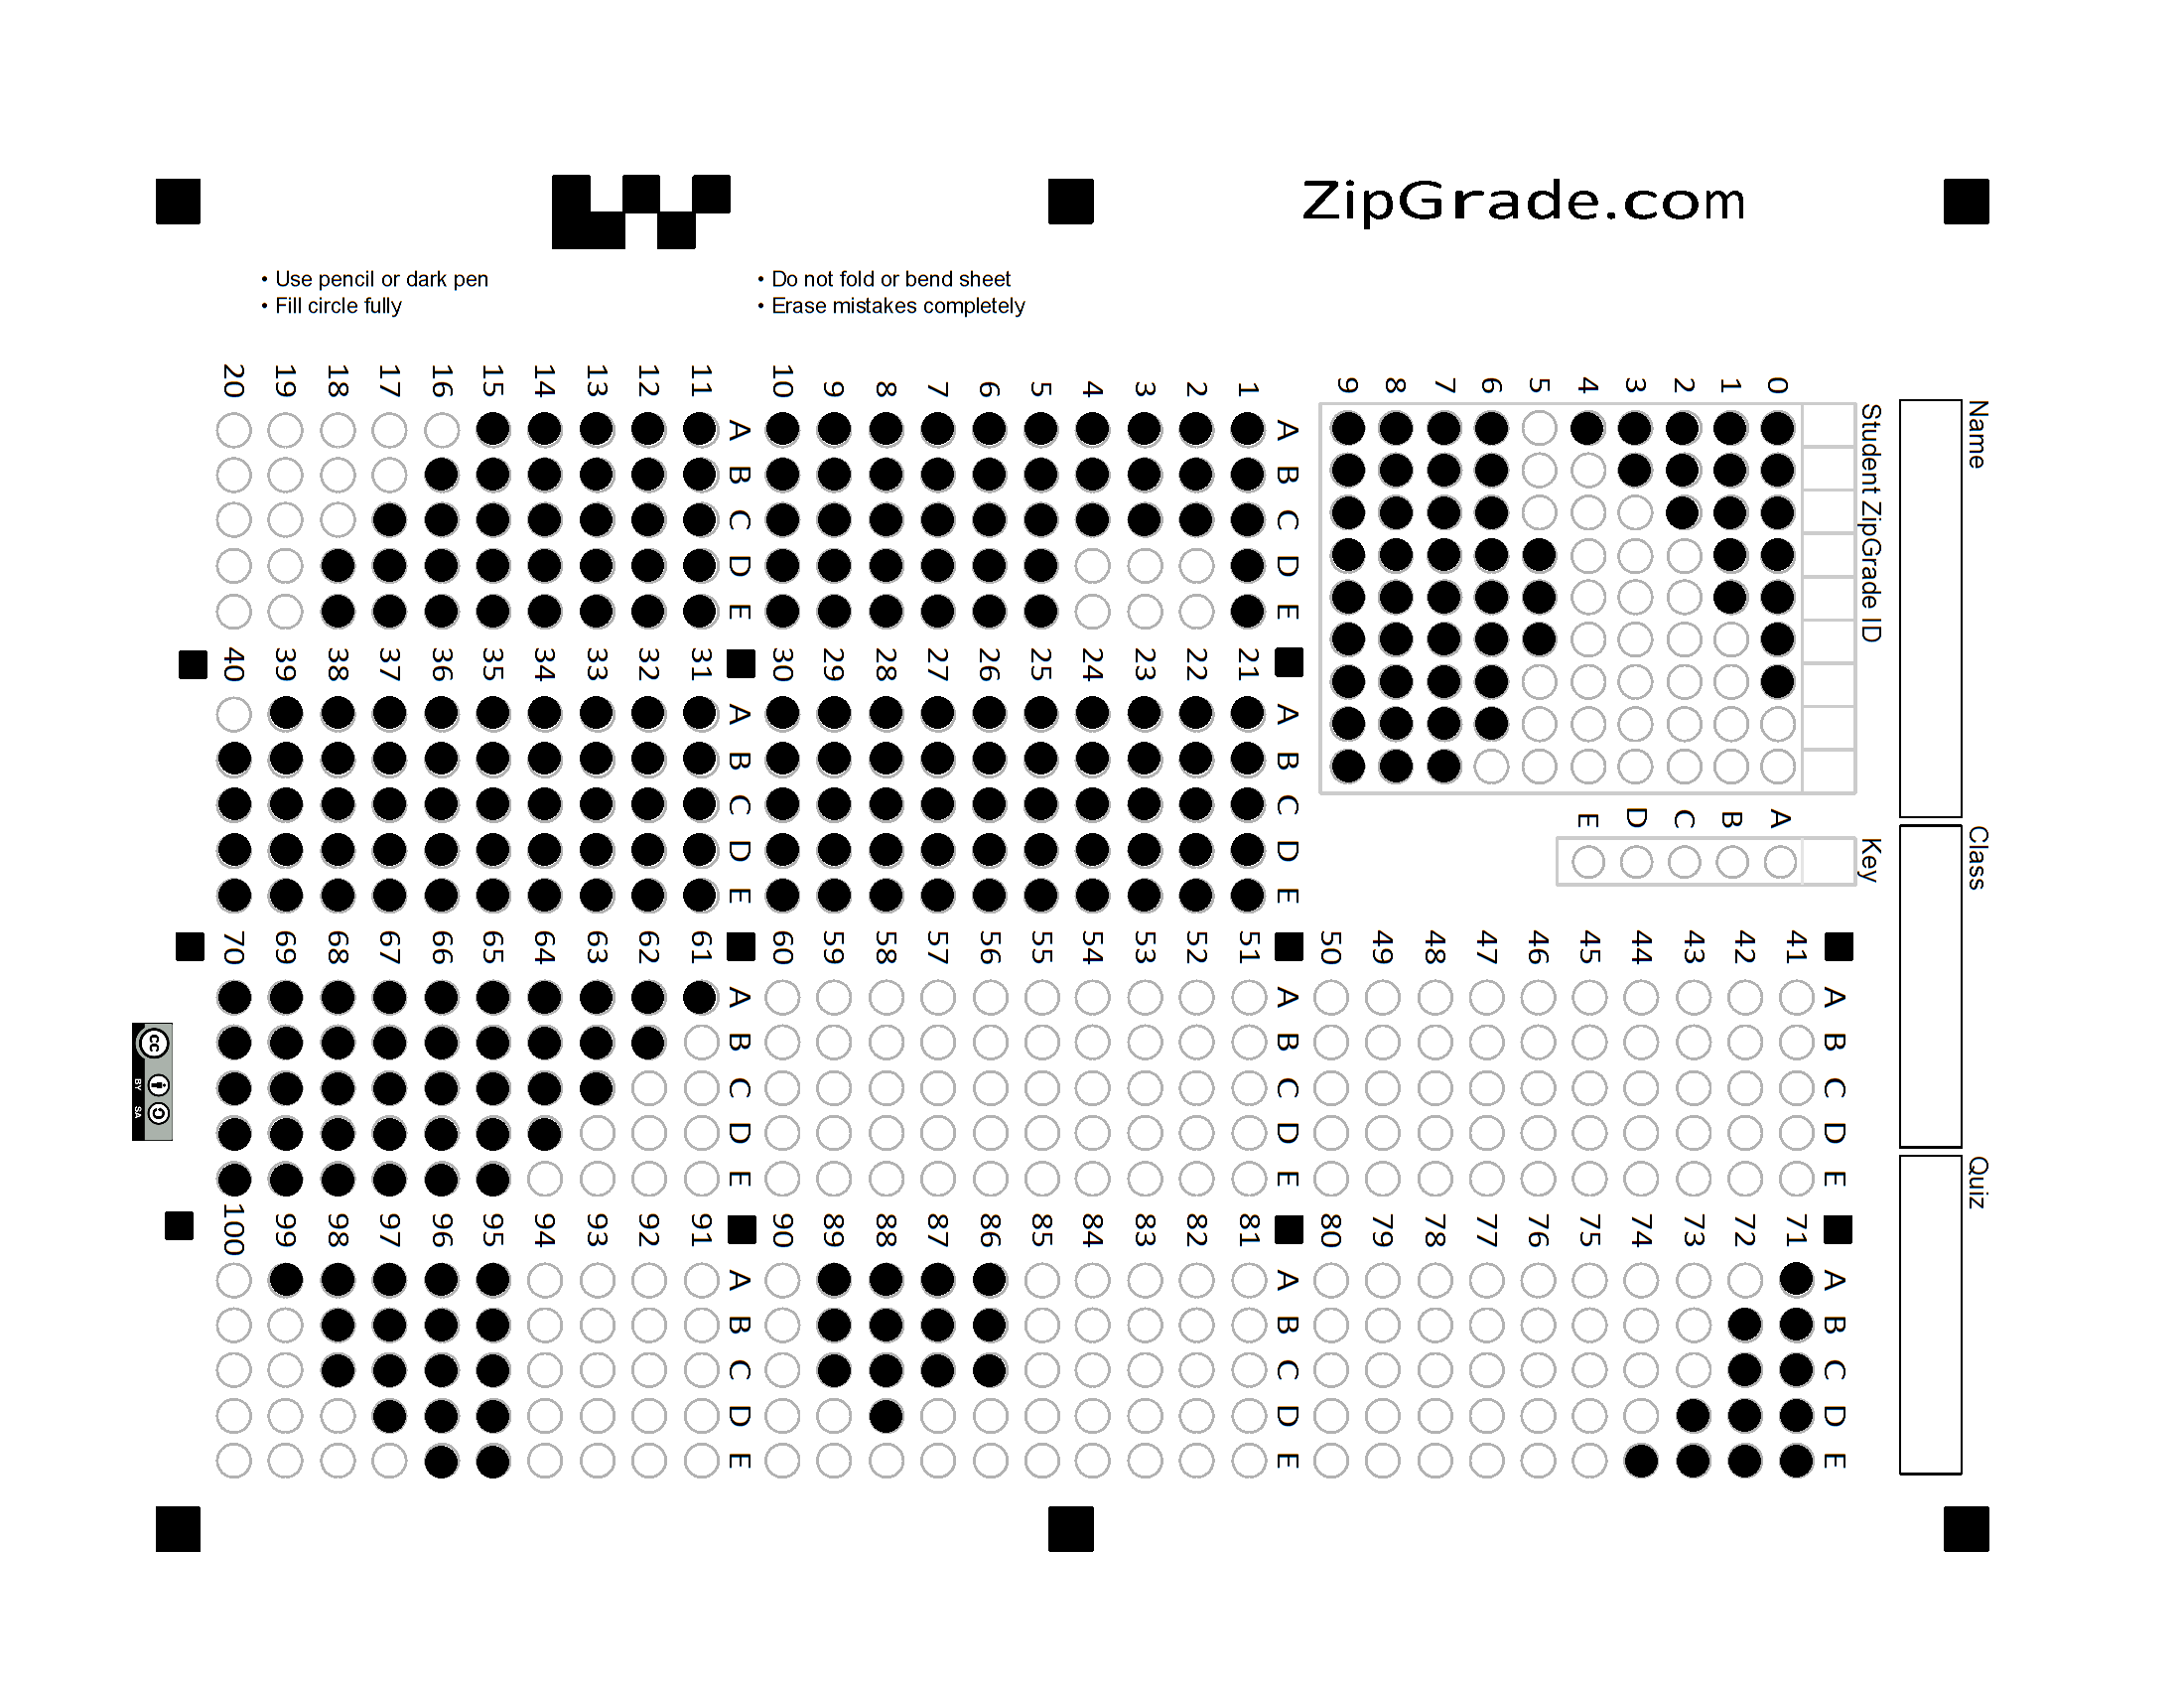 ZipGrade.com
• Use pencil or dark pen
• Fill circle fully
• Do not fold or bend sheet
• Erase mistakes completely
Name
Class
Quiz
Student ZipGrade ID
0 1 2 3 4 5 6 7 8 9
Key
A B C D E
1 2 3 4 5 6 7 8 9 10
A B C D E
11 12 13 14 15 16 17 18 19 20
A B C D E
21 22 23 24 25 26 27 28 29 30
A B C D E
31 32 33 34 35 36 37 38 39 40
A B C D E
41 42 43 44 45 46 47 48 49 50
A B C D E
51 52 53 54 55 56 57 58 59 60
A B C D E
61 62 63 64 65 66 67 68 69 70
A B C D E
71 72 73 74 75 76 77 78 79 80
A B C D E
81 82 83 84 85 86 87 88 89 90
A B C D E
91 92 93 94 95 96 97 98 99 100
A B C D E
cc
BY SA